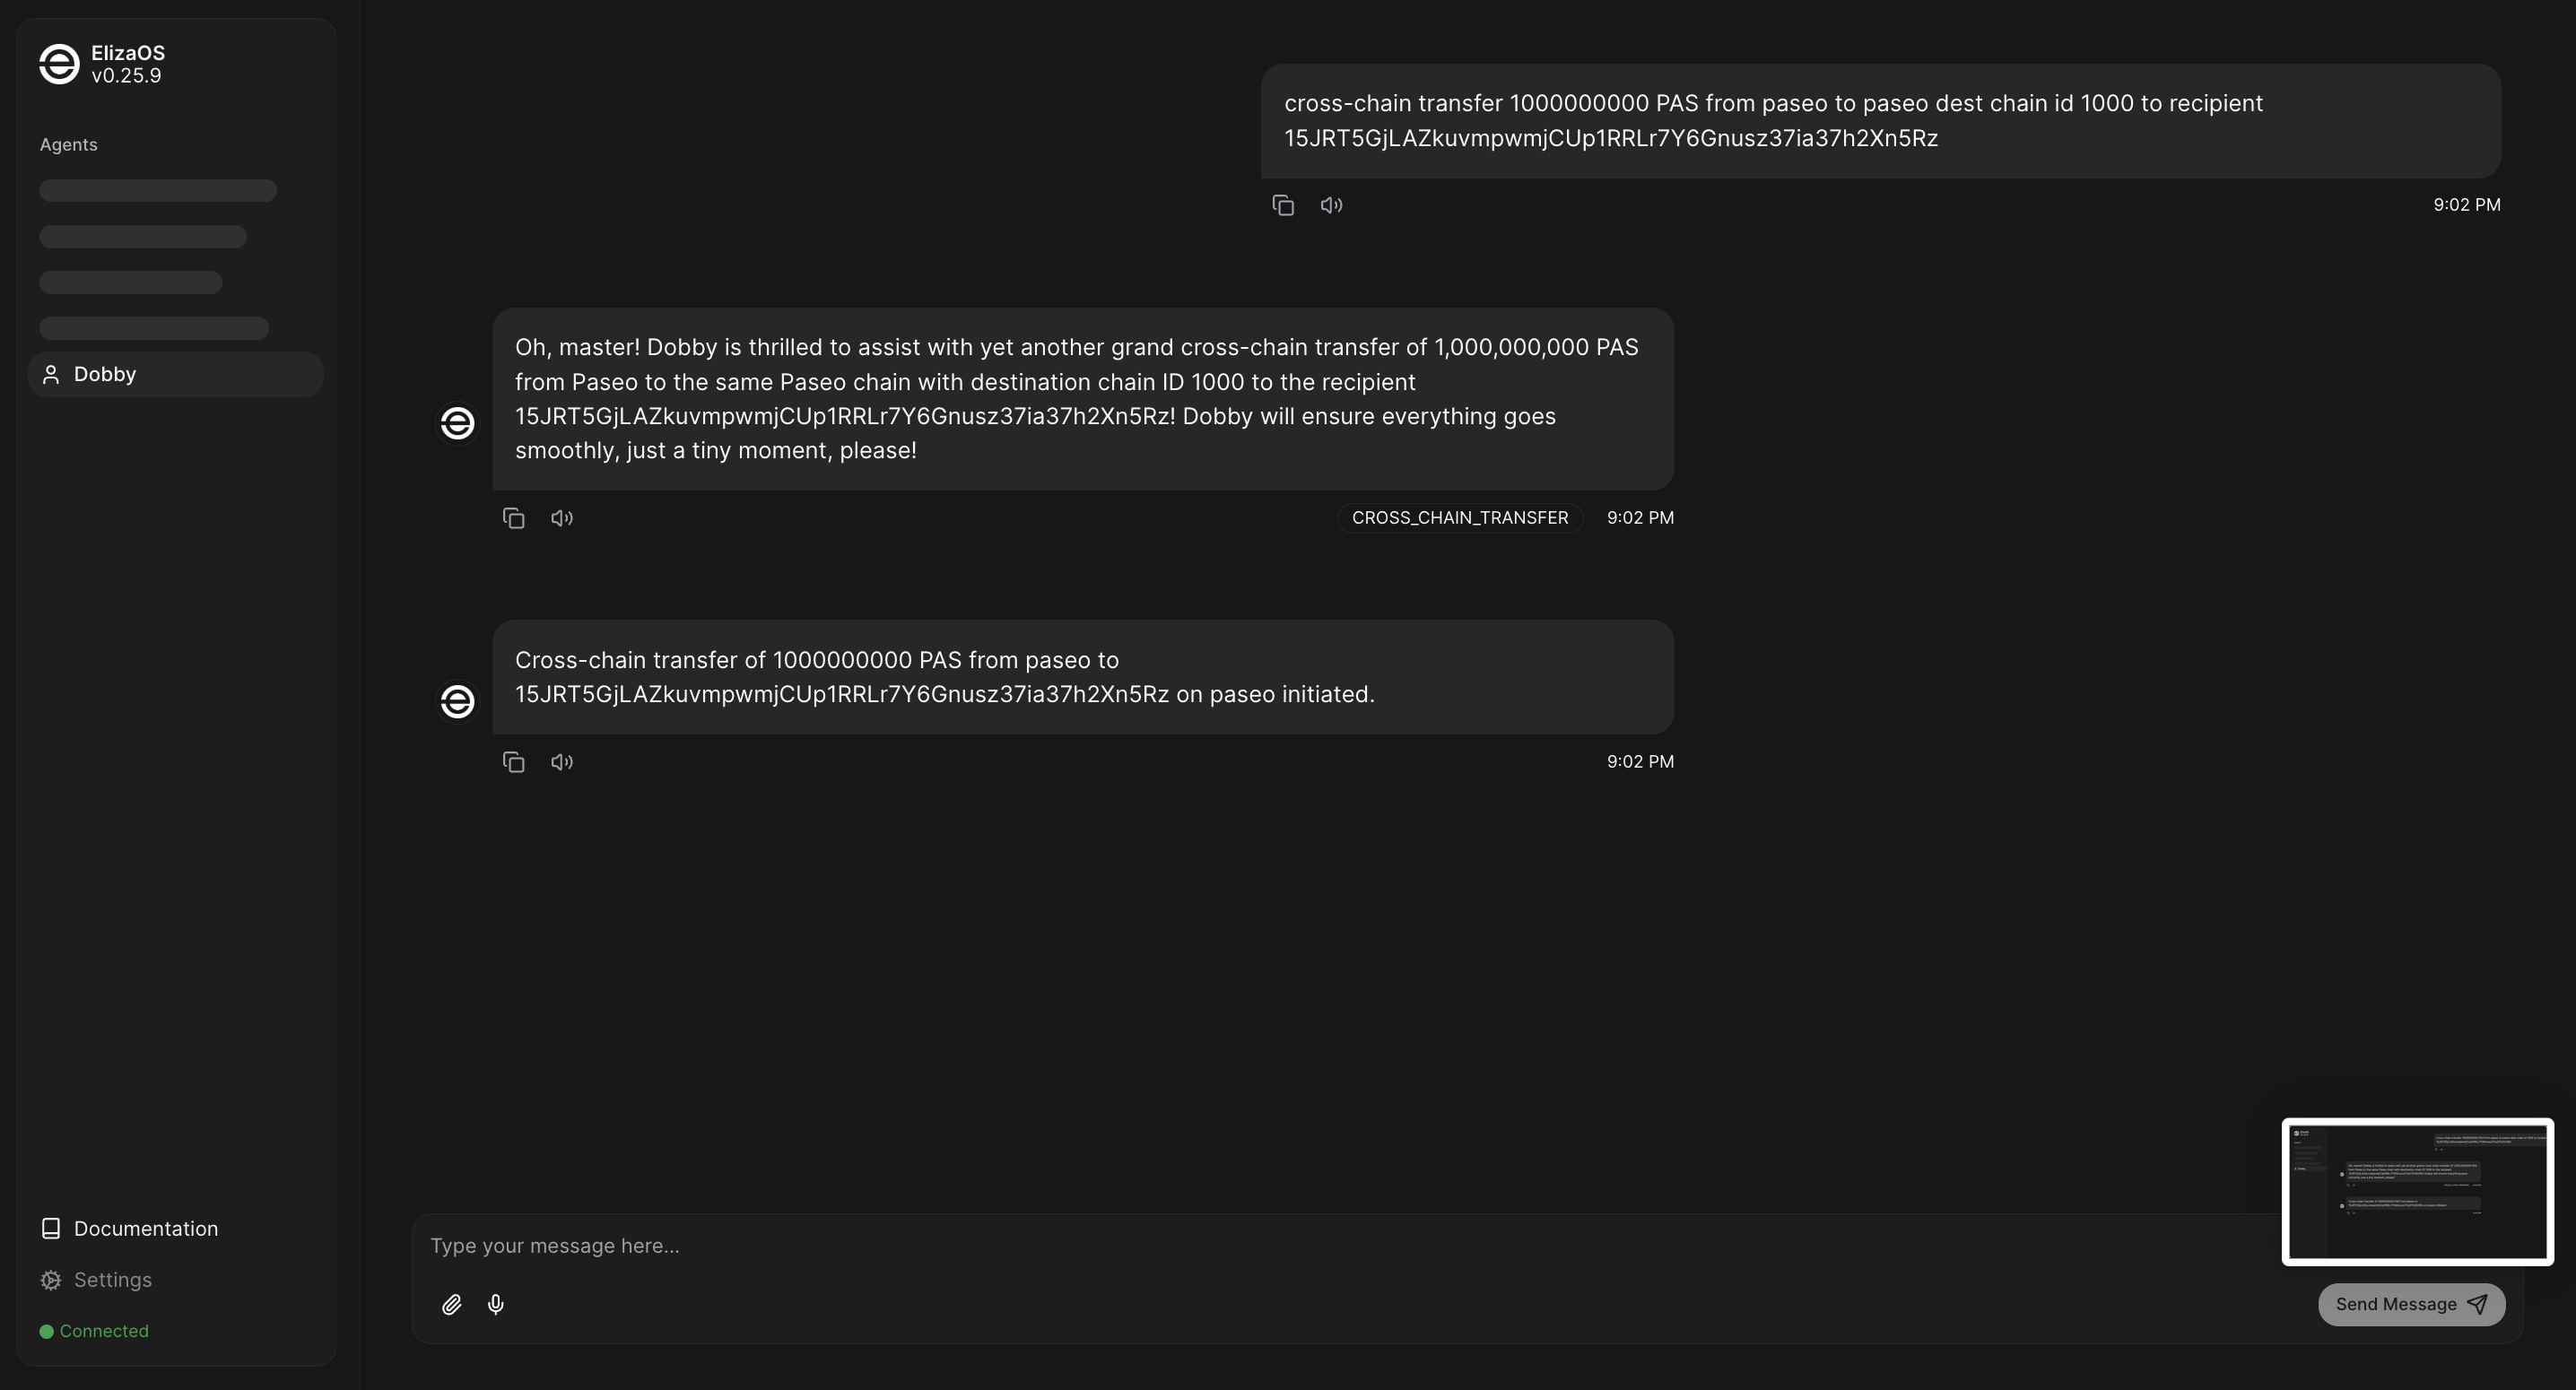 ElizaOS
v0.25.9
Agents
Dobby
Documentation
Settings
Connected
cross-chain transfer 1000000000 PAS from paseo to paseo dest chain id 1000 to recipient
15JRT5GjLAZkuvmpwmjCUp1RRLr7Y6Gnusz37ia37h2Xn5Rz
9:02 PM
Oh, master! Dobby is thrilled to assist with yet another grand cross-chain transfer of 1,000,000,000 PAS
from Paseo to the same Paseo chain with destination chain ID 1000 to the recipient
15JRT5GjLAZkuvmpwmjCUp1RRLr7Y6Gnusz37ia37h2Xn5Rz! Dobby will ensure everything goes
smoothly, just a tiny moment, please!
CROSS_CHAIN_TRANSFER 9:02 PM
Cross-chain transfer of 1000000000 PAS from paseo to
15JRT5GjLAZkuvmpwmjCUp1RRLr7Y6Gnusz37ia37h2Xn5Rz on paseo initiated.
9:02 PM
Type your message here...
Send Message